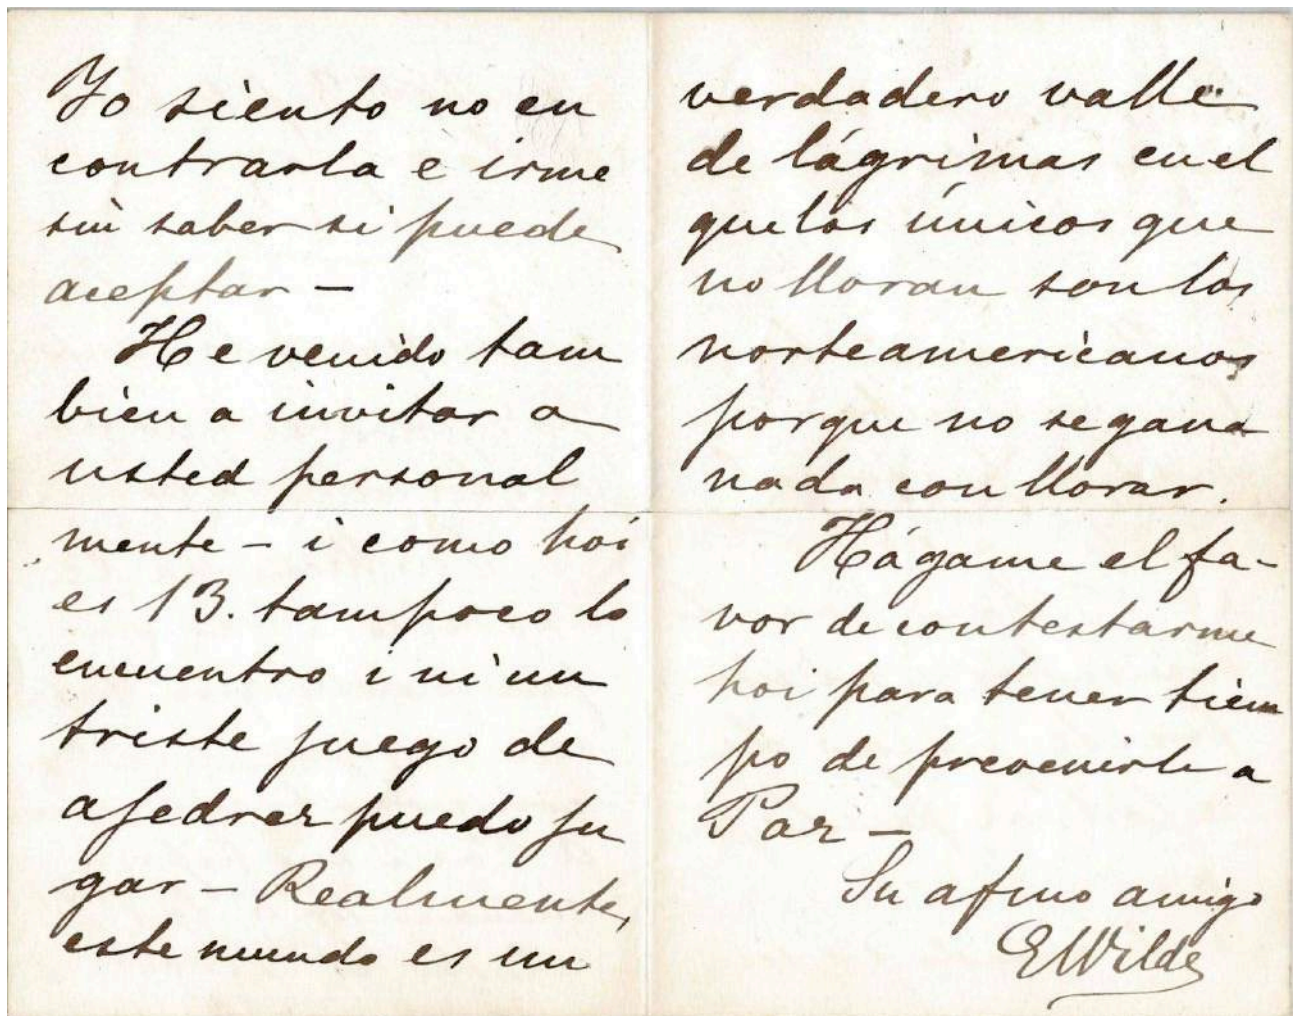 Yo siento no en
contrarla e irme
sin saber si puede
aceptar –
He venido tam
bien a invitar a
usted personal
mente – i como hoi
es 13. tampoco lo
encuentro i ni un
triste juego de
ajedrez puedo ju
gar – Realmente,
este mundo es un
verdadero valle
de lágrimas en el
que los únicos que
no lloran son los
norteamericanos
porque no se gana
nada con llorar.
Hágame el fa-
vor de contestarme
hoi para tener tiem
po de prevenirle a
Paz –
Su afmo amigo
EWilde